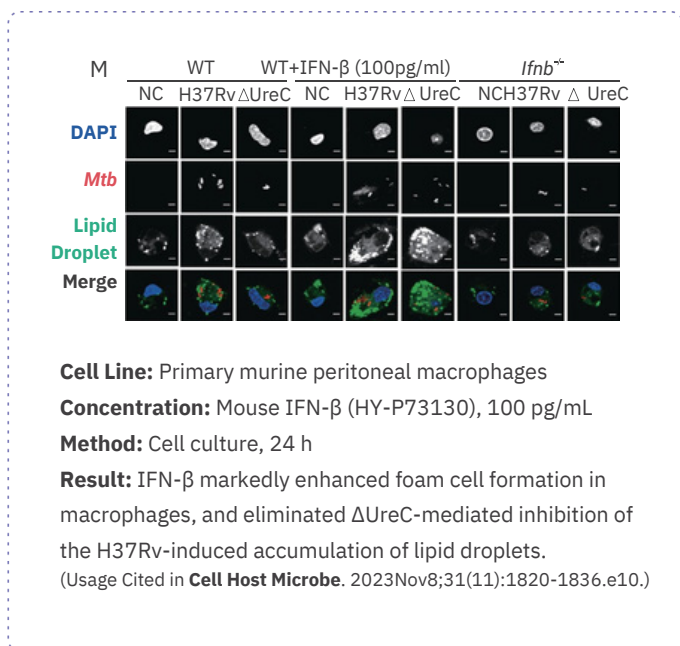 M WT WT+IFN-β (100pg/ml) Ifnb-/-
NC H37Rv ΔUreC NC H37Rv Δ UreC NCH37Rv Δ UreC
DAPI
Mtb
Lipid
Droplet
Merge
Cell Line: Primary murine peritoneal macrophages
Concentration: Mouse IFN-β (HY-P73130), 100 pg/mL
Method: Cell culture, 24 h
Result: IFN-β markedly enhanced foam cell formation in
macrophages, and eliminated ΔUreC-mediated inhibition of
the H37Rv-induced accumulation of lipid droplets.
(Usage Cited in Cell Host Microbe. 2023Nov8;31(11):1820-1836.e10.)